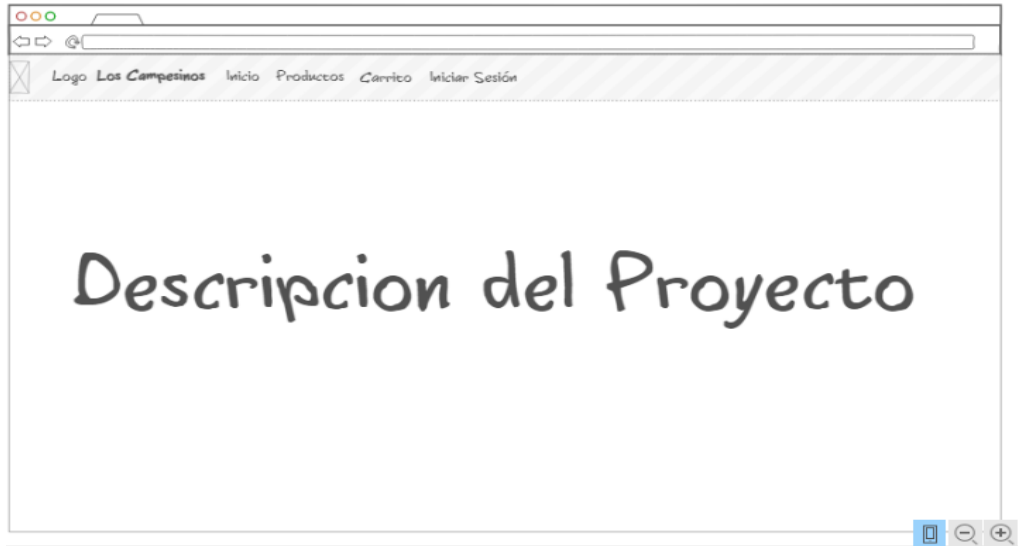 Logo Los Campesinos Inicio Productos Carrito Iniciar Sesión
Descripcion del Proyecto